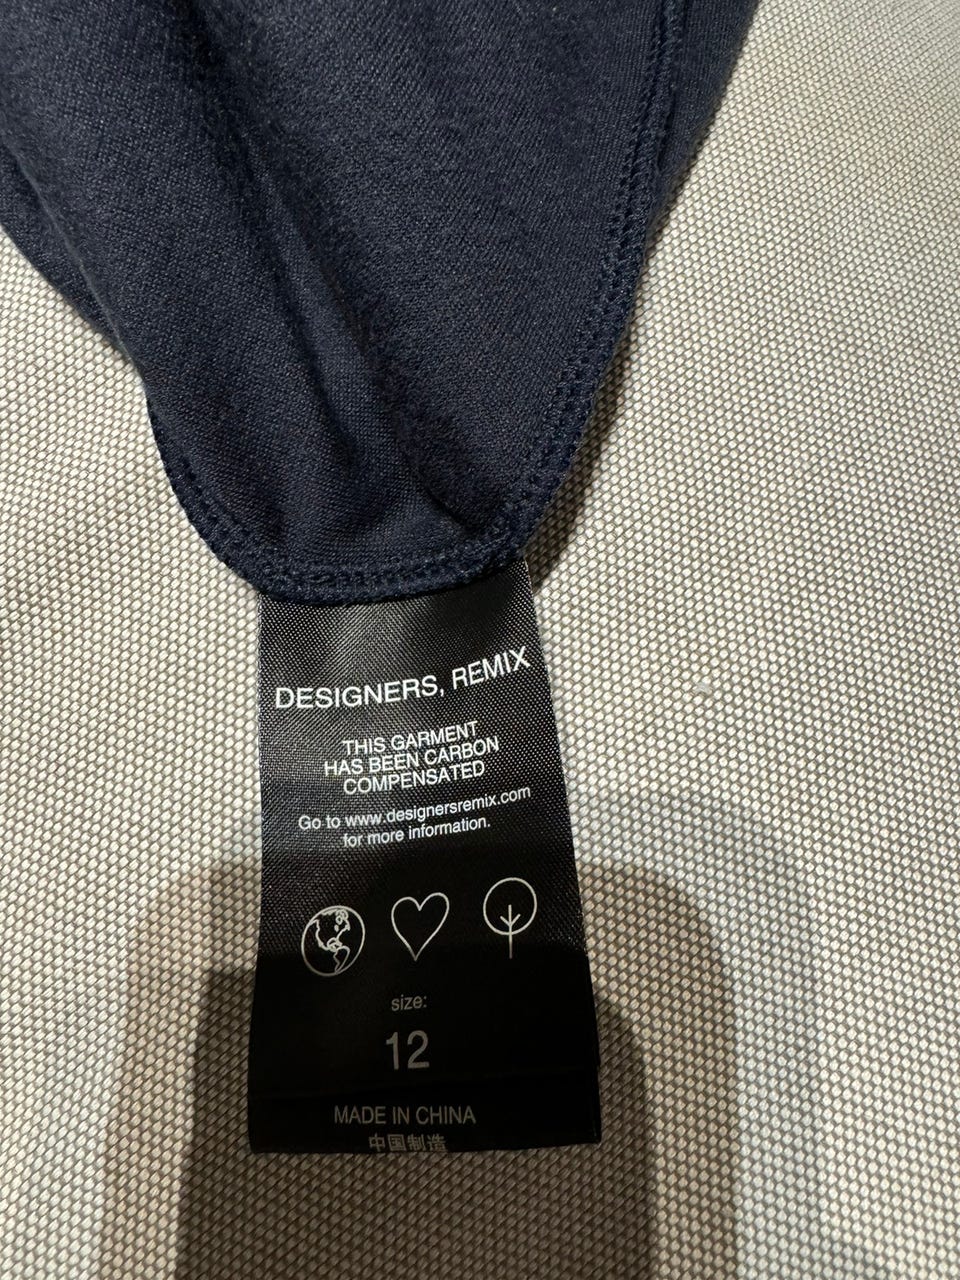 DESIGNERS, REMIX
THIS GARMENT
HAS BEEN CARBON
COMPENSATED
Go to www.designersremix.com
for more information.
size:
12
MADE IN CHINA
中国制造